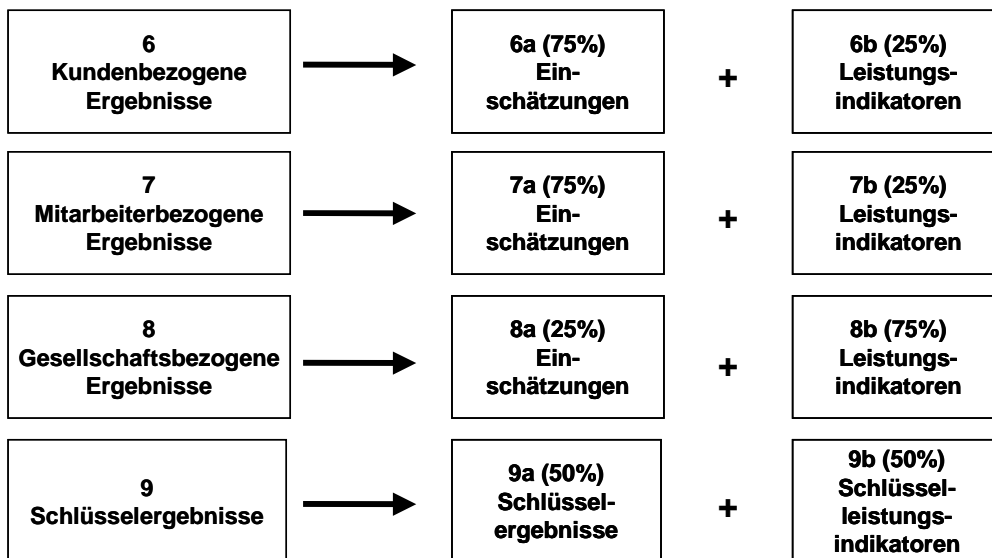 6
Kundenbezogene
Ergebnisse
6a (75%)
Ein-
schätzungen
+
6b (25%)
Leistungs-
indikatoren
7
Mitarbeiterbezogene
Ergebnisse
7a (75%)
Ein-
schätzungen
+
7b (25%)
Leistungs-
indikatoren
8
Gesellschaftsbezogene
Ergebnisse
8a (25%)
Ein-
schätzungen
+
8b (75%)
Leistungs-
indikatoren
9
Schlüsselergebnisse
9a (50%)
Schlüssel-
ergebnisse
+
9b (50%)
Schlüssel-
leistungs-
indikatoren